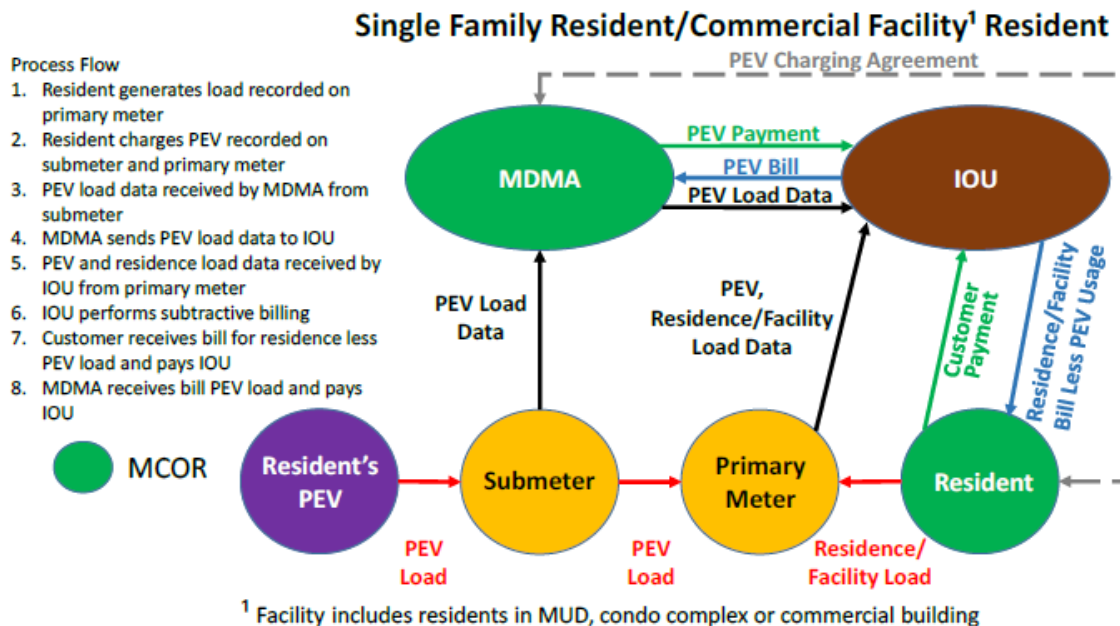 Single Family Resident/Commercial Facility¹ Resident
PEV Charging Agreement
Process Flow
1. Resident generates load recorded on
primary meter
2. Resident charges PEV recorded on
submeter and primary meter
3. PEV load data received by MDMA from
submeter
4. MDMA sends PEV load data to IOU
5. PEV and residence load data received by
IOU from primary meter
6. IOU performs subtractive billing
7. Customer receives bill for residence less
PEV load and pays IOU
8. MDMA receives bill PEV load and pays
IOU
MCOR
MDMA
PEV Payment
PEV Bill
PEV Load Data
IOU
PEV Load
Data
PEV,
Residence/Facility
Load Data
Customer
Payment
Residence/Facility
Bill Less PEV Usage
Resident's
PEV
Submeter
Primary
Meter
Resident
PEV
Load
PEV
Load
Residence/
Facility Load
¹ Facility includes residents in MUD, condo complex or commercial building